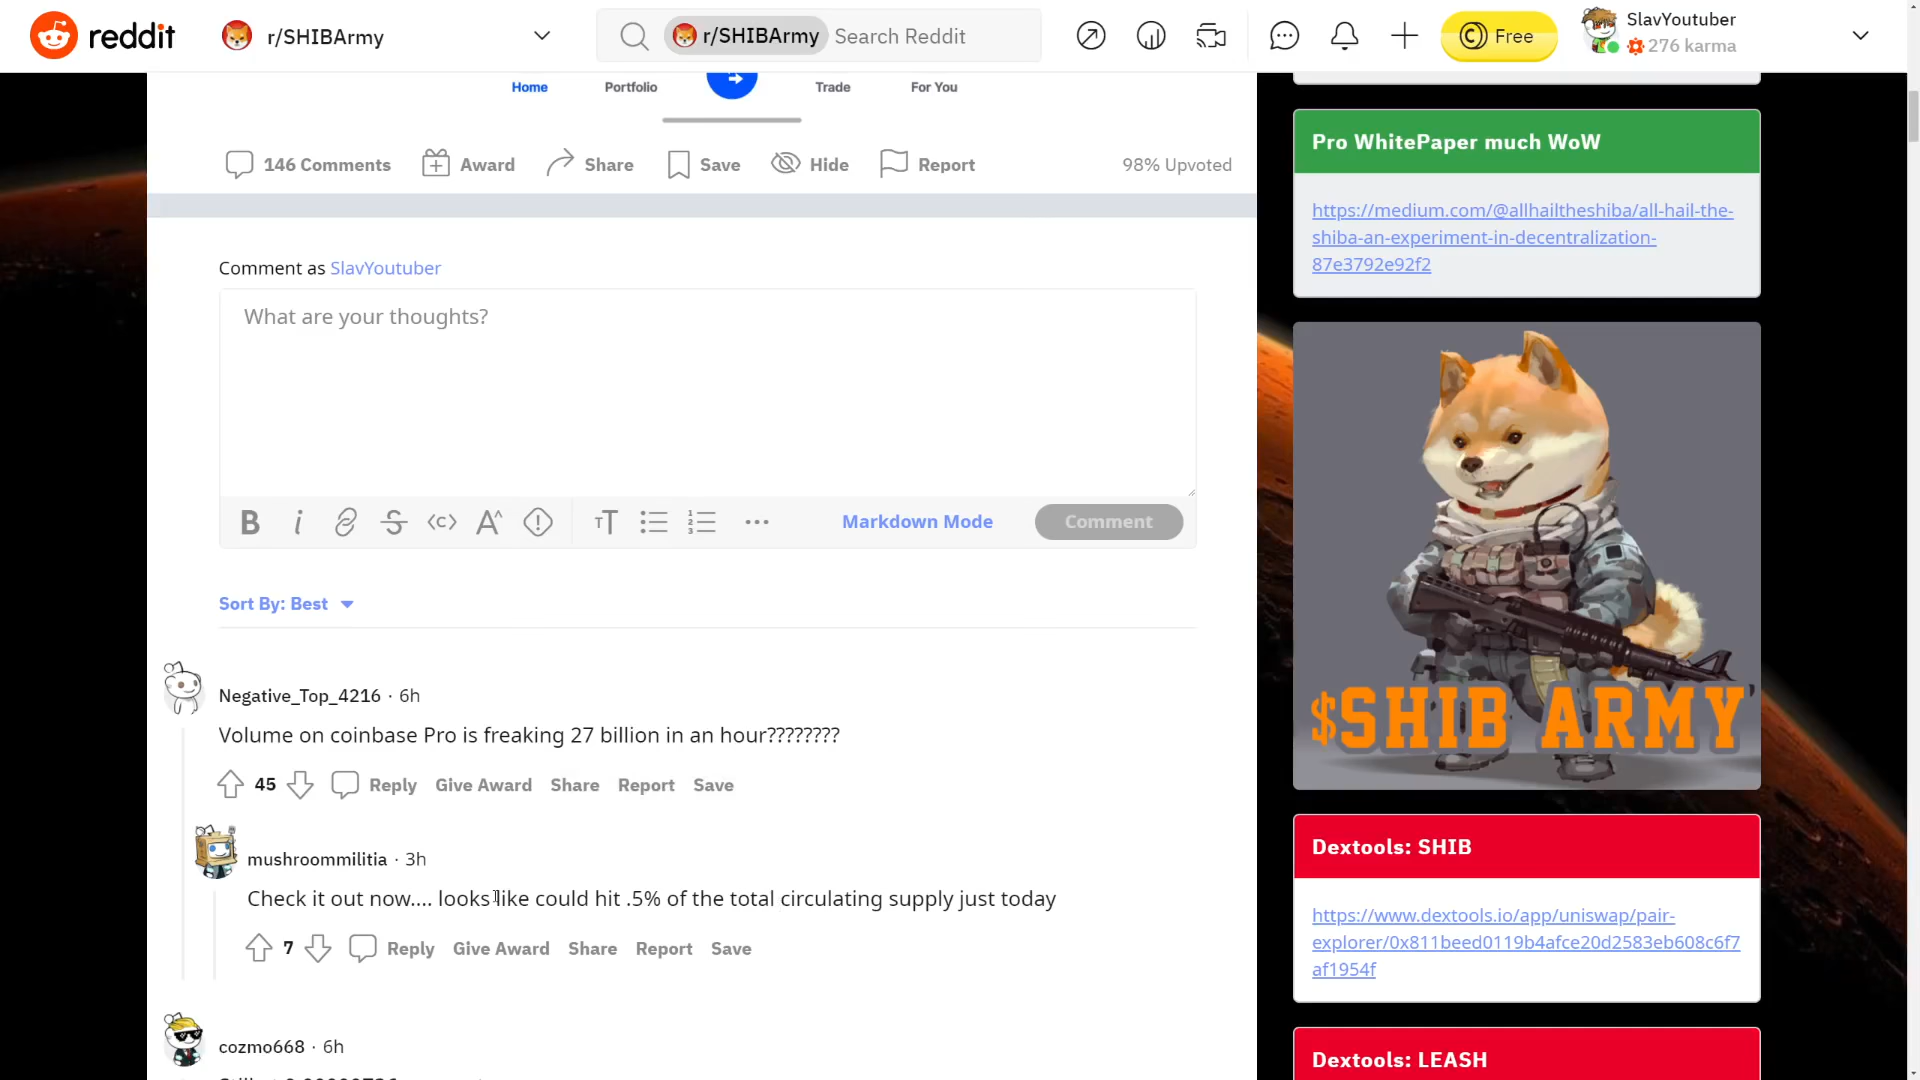 reddit
r/SHIBArmy
r/SHIBArmy Search Reddit
Free
SlavYoutuber
276 karma
Home Portfolio Trade For You
146 Comments Award Share Save Hide Report 98% Upvoted
Comment as SlavYoutuber
What are your thoughts?
Markdown Mode Comment
Sort By: Best
Negative_Top_4216 · 6h
Volume on coinbase Pro is freaking 27 billion in an hour????????
45 Reply Give Award Share Report Save
mushroommilitia · 3h
Check it out now.... looks like could hit .5% of the total circulating supply just today
7 Reply Give Award Share Report Save
cozmo668 · 6h
Pro WhitePaper much WoW
https://medium.com/@allhailtheshiba/all-hail-the-
shiba-an-experiment-in-decentralization-
87e3792e92f2
$SHIB ARMY
Dextools: SHIB
https://www.dextools.io/app/uniswap/pair-
explorer/0x811beed0119b4afce20d2583eb608c6f7
af1954f
Dextools: LEASH